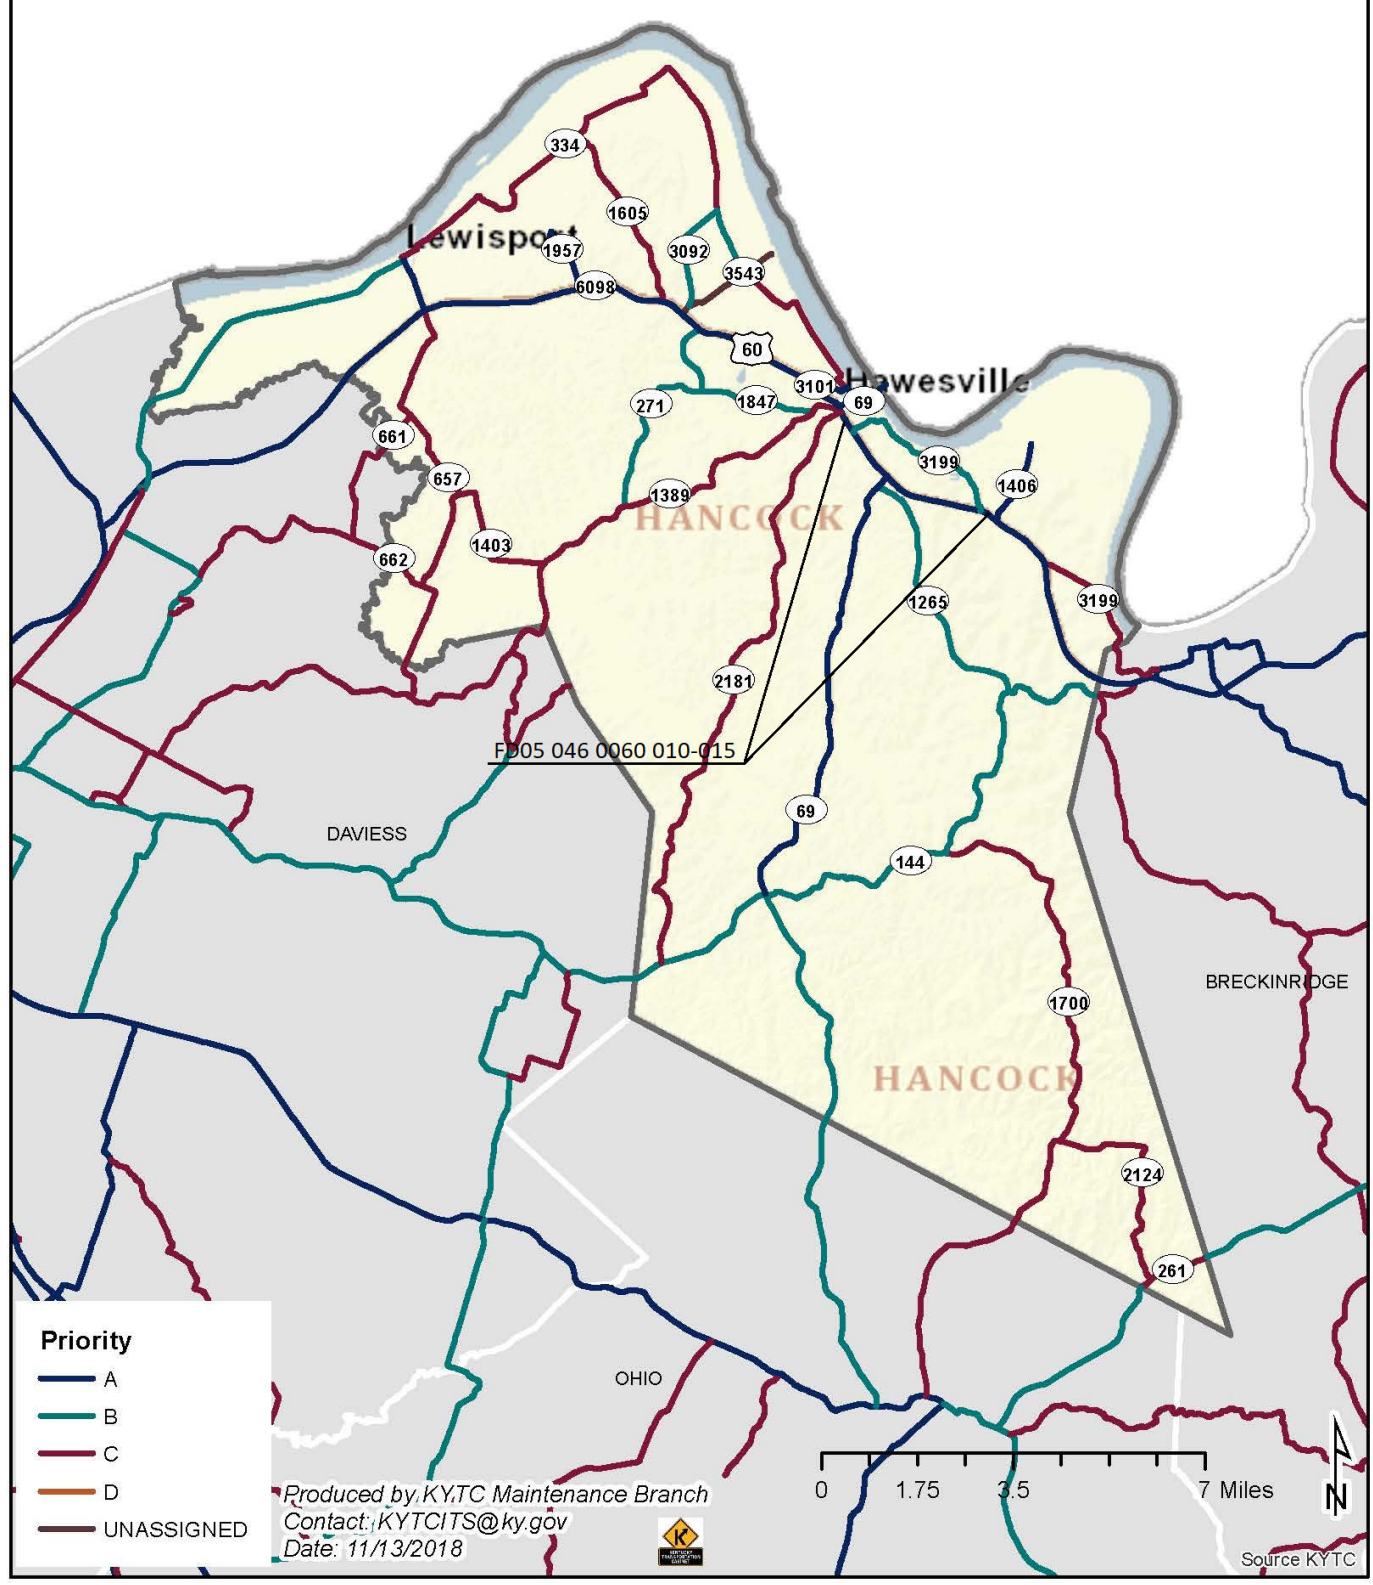 334
1605
Lewisport
1957
3092
3543
6098
60
3101
Hawesville
69
271
1847
661
3199
657
1406
1389
HANCOCK
1403
662
1265
3199
2181
FD05 046 0060 010-015
69
DAVIESS
144
BRECKINRIDGE
1700
HANCOCK
2124
261
OHIO
Priority
A
B
C
D
UNASSIGNED
Produced by KYTC Maintenance Branch
Contact: KYTCITS@ky.gov
Date: 11/13/2018
0 1.75 3.5 7 Miles
N
Source KYTC